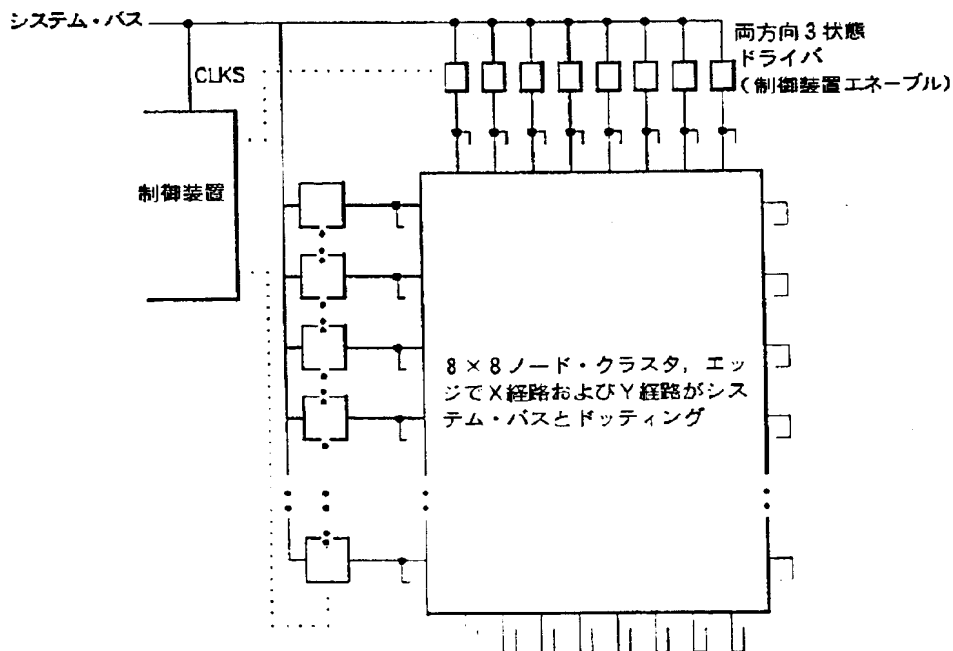 システム・バス
両方向3状態
ドライバ
(制御装置エネーブル)
CLKS
制御装置
8×8ノード・クラスタ, エッ
ジでX経路およびY経路がシス
テム・バスとドッティング